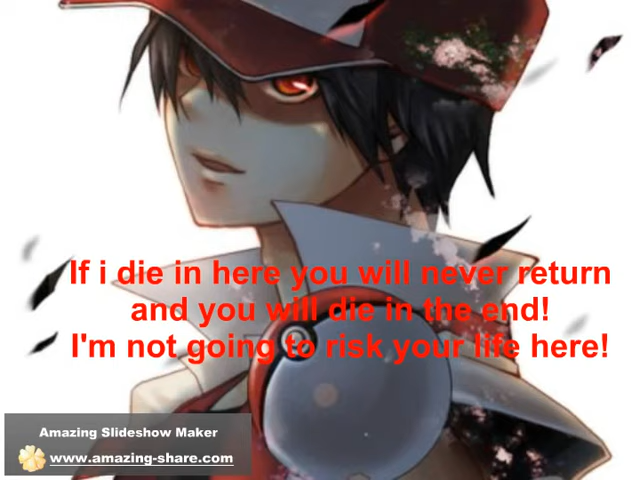 If i die in here you will never return
and you will die in the end!
I'm not going to risk your life here!
Amazing Slideshow Maker
www.amazing-share.com